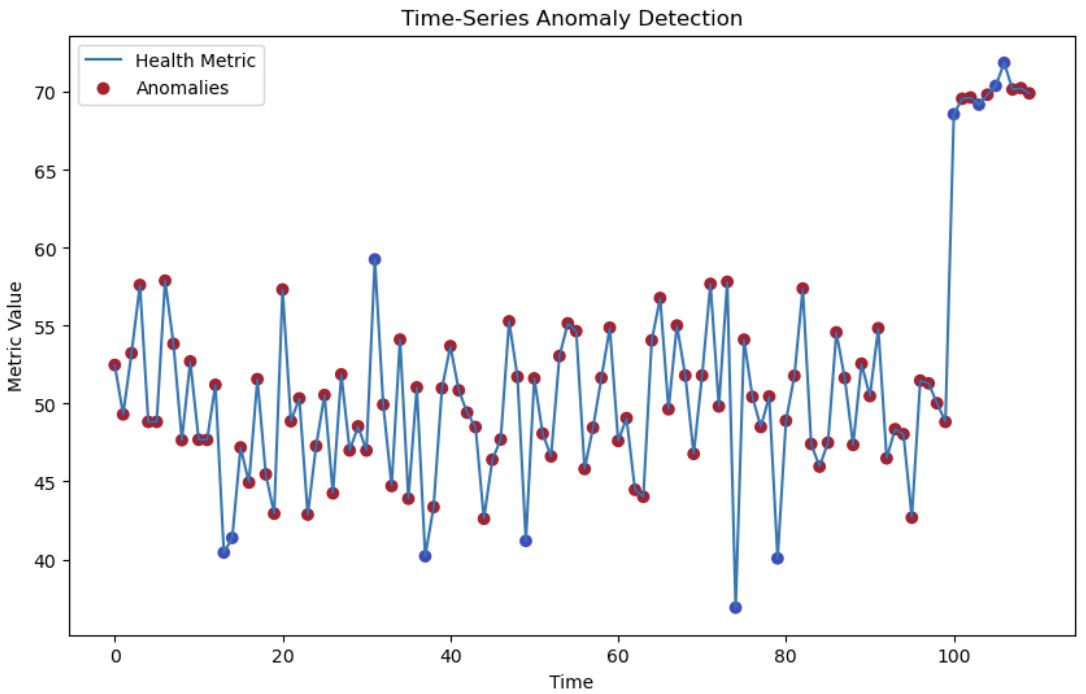 Time-Series Anomaly Detection
Health Metric
Anomalies
Metric Value
70
65
60
55
50
45
40
0 20 40 60 80 100
Time